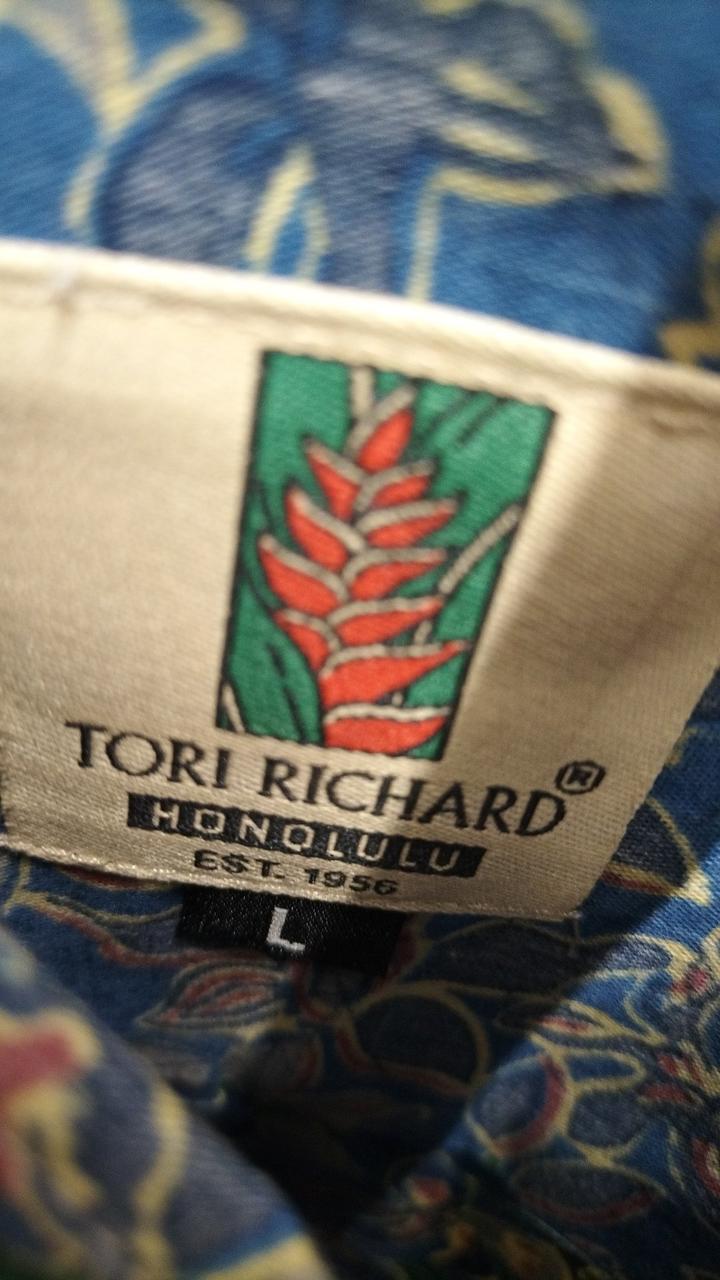 TORI RICHARD®
HONOLULU
EST. 1956
L